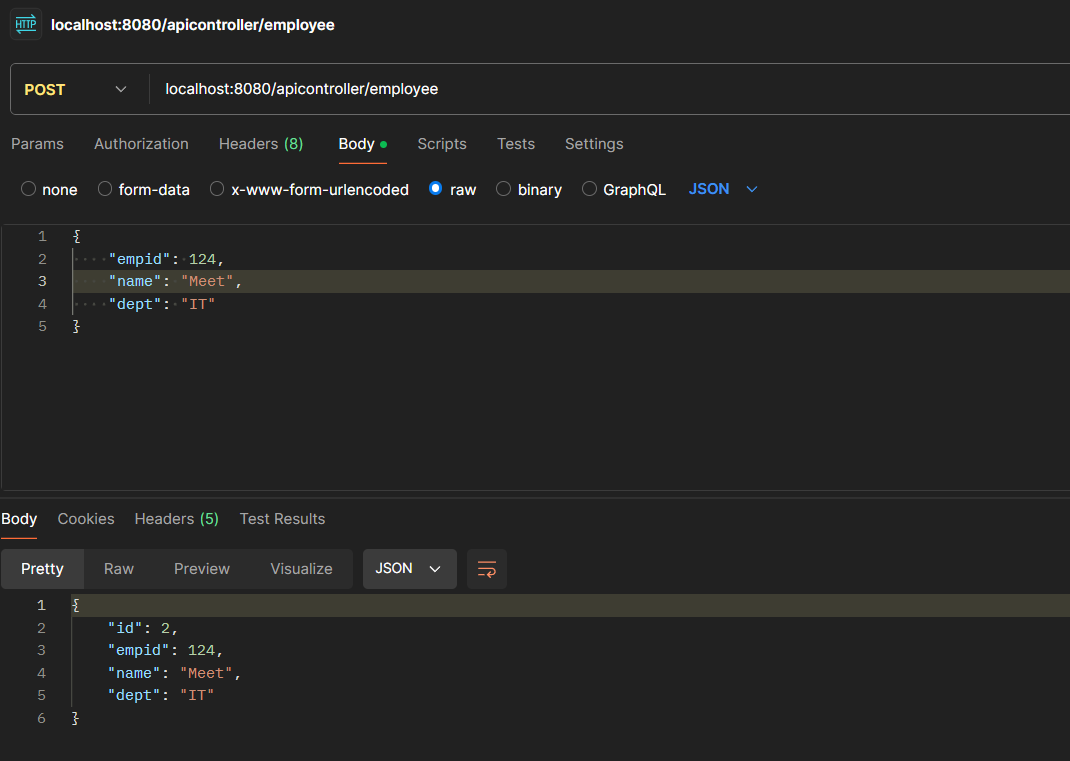 HTTP localhost:8080/apicontroller/employee
POST localhost:8080/apicontroller/employee
Params Authorization Headers (8) Body Scripts Tests Settings
none form-data x-www-form-urlencoded raw binary GraphQL JSON
1 {
2 "empid": 124,
3 "name": "Meet",
4 "dept": "IT"
5 }
Body Cookies Headers (5) Test Results
Pretty Raw Preview Visualize JSON
1 {
2 "id": 2,
3 "empid": 124,
4 "name": "Meet",
5 "dept": "IT"
6 }